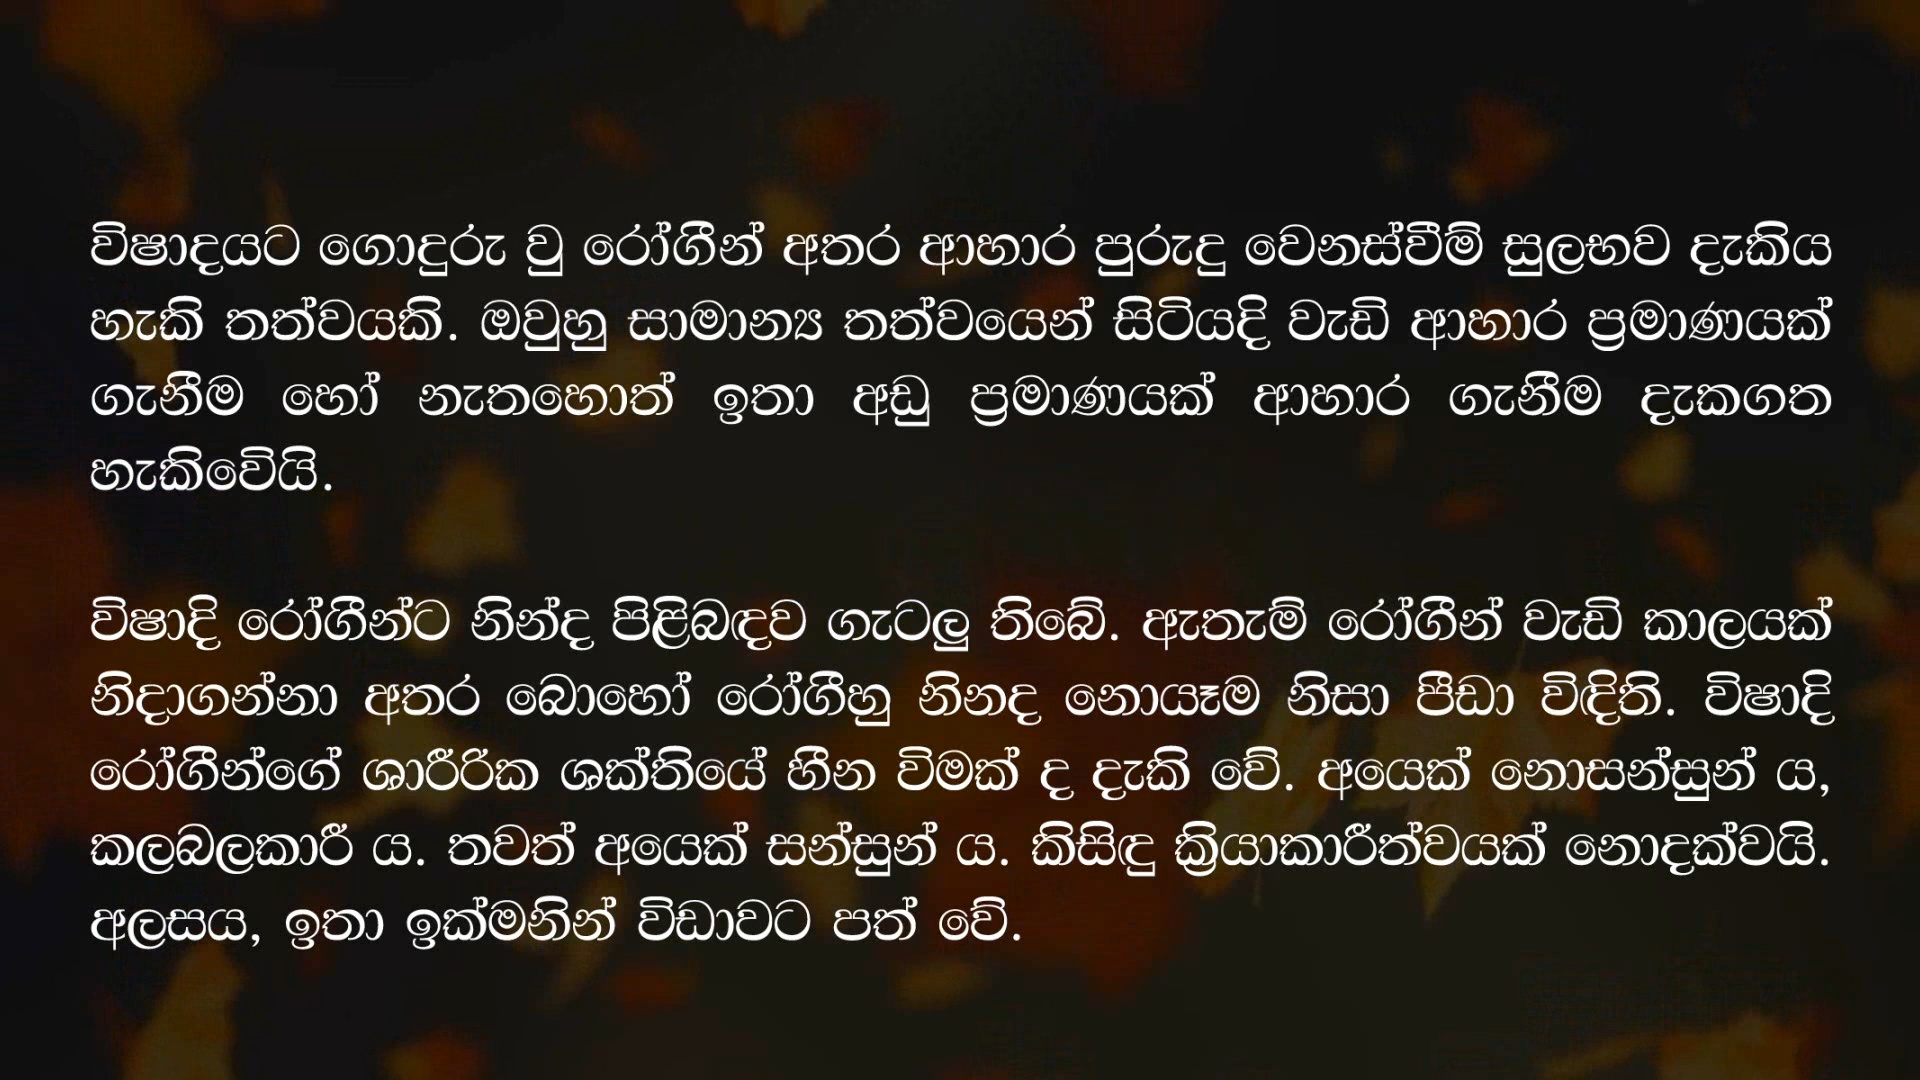 විෂාදයට ගොදුරු වු රෝගීන් අතර ආහාර පුරුදු වෙනස්වීම් සුලභව දැකිය
හැකි තත්වයකි. ඔවුහු සාමාන්‍ය තත්වයෙන් සිටියදි වැඩි ආහාර ප්‍රමාණයක්
ගැනීම හෝ නැතහොත් ඉතා අඩු ප්‍රමාණයක් ආහාර ගැනීම දැකගත
හැකිවෙයි.
විෂාදි රෝගීන්ට නින්ද පිළිබඳව ගැටලු තිබේ. ඇතැම් රෝගීන් වැඩි කාලයක්
නිදාගන්නා අතර බොහෝ රෝගීහු නිනද නොයෑම නිසා පීඩා විඳිති. විෂාදි
රෝගීන්ගේ ශාරීරික ශක්තියේ හීන විමක් ද දැකි වේ. අයෙක් නොසන්සුන් ය,
කලබලකාරී ය. තවත් අයෙක් සන්සුන් ය. කිසිඳු ක්‍රියාකාරීත්වයක් නොදක්වයි.
අලසය, ඉතා ඉක්මනින් විඩාවට පත් වේ.